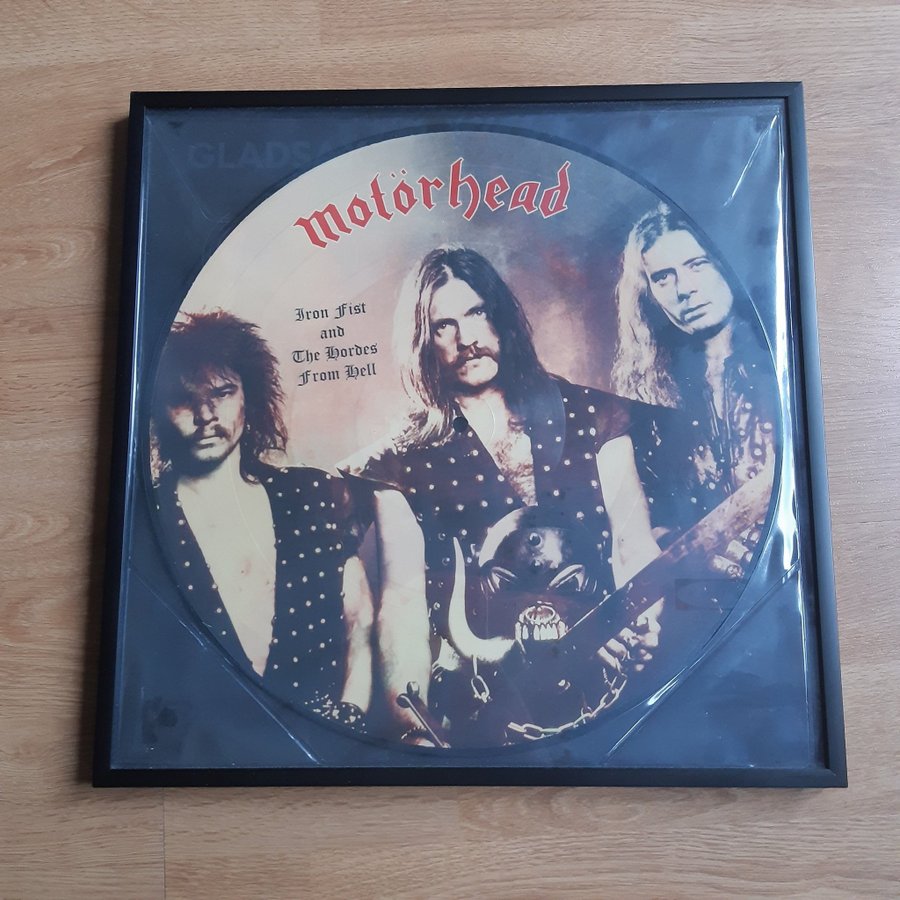 Motörhead
Iron Fist
and
The Hordes
From Hell